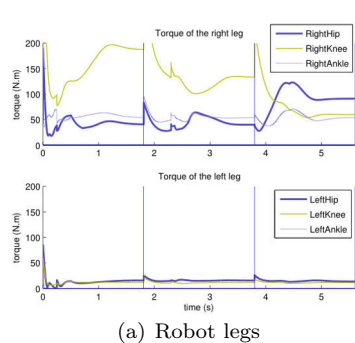 Torque of the right leg
RightHip
RightKnee
RightAnkle
torque (N.m)
200
150
100
50
0
0 1 2 3 4 5
Torque of the left leg
LeftHip
LeftKnee
LeftAnkle
torque (N.m)
200
150
100
50
0
0 1 2 3 4 5
time (s)
(a) Robot legs